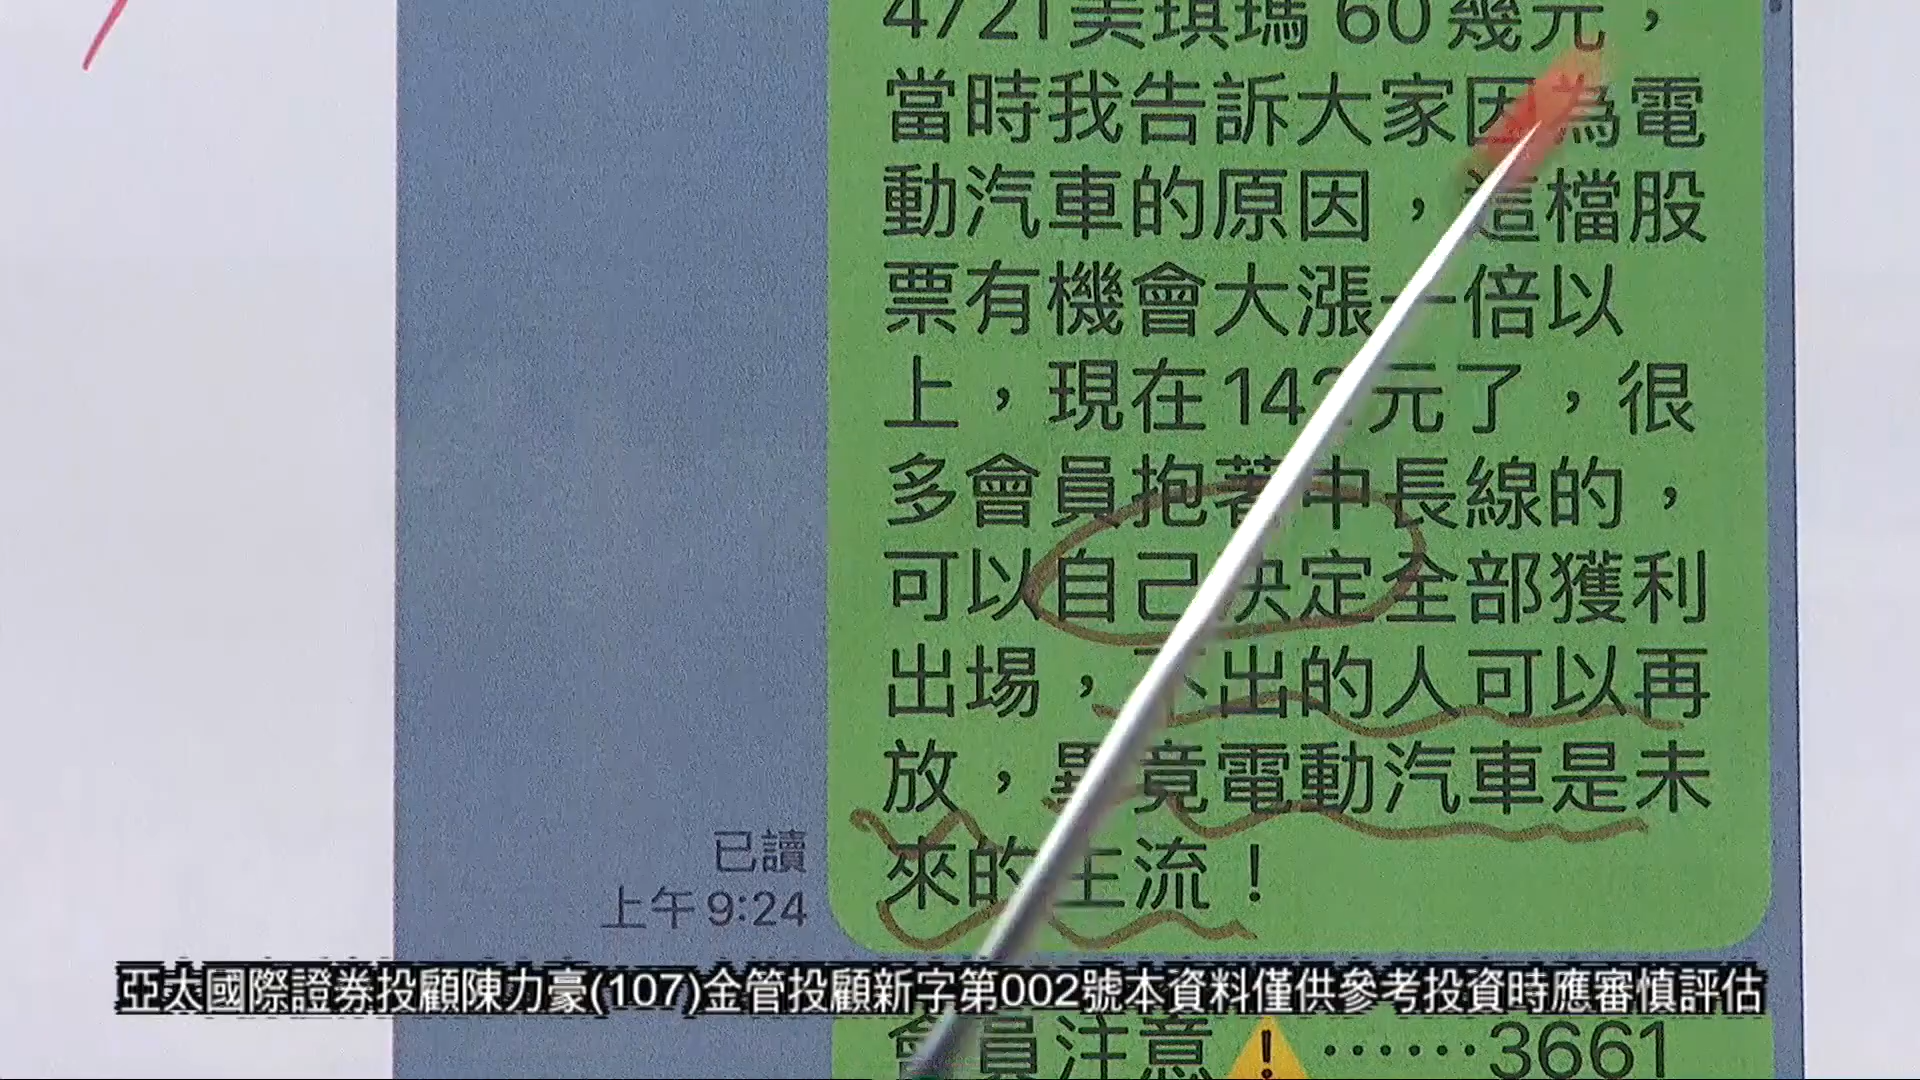 4/21美琪瑪 60幾元，
當時我告訴大家因為電
動汽車的原因，這檔股
票有機會大漲一倍以
上，現在14 元了，很
多會員抱著中長線的，
可以自己決定全部獲利
出場，不出的人可以再
放，畢竟電動汽車是未
來的主流！
已讀
上午9:24
亞太國際證券投顧陳力豪(107)金管投顧新字第002號本資料僅供參考投資時應審慎評估
會員注意⚠️⋯⋯3661